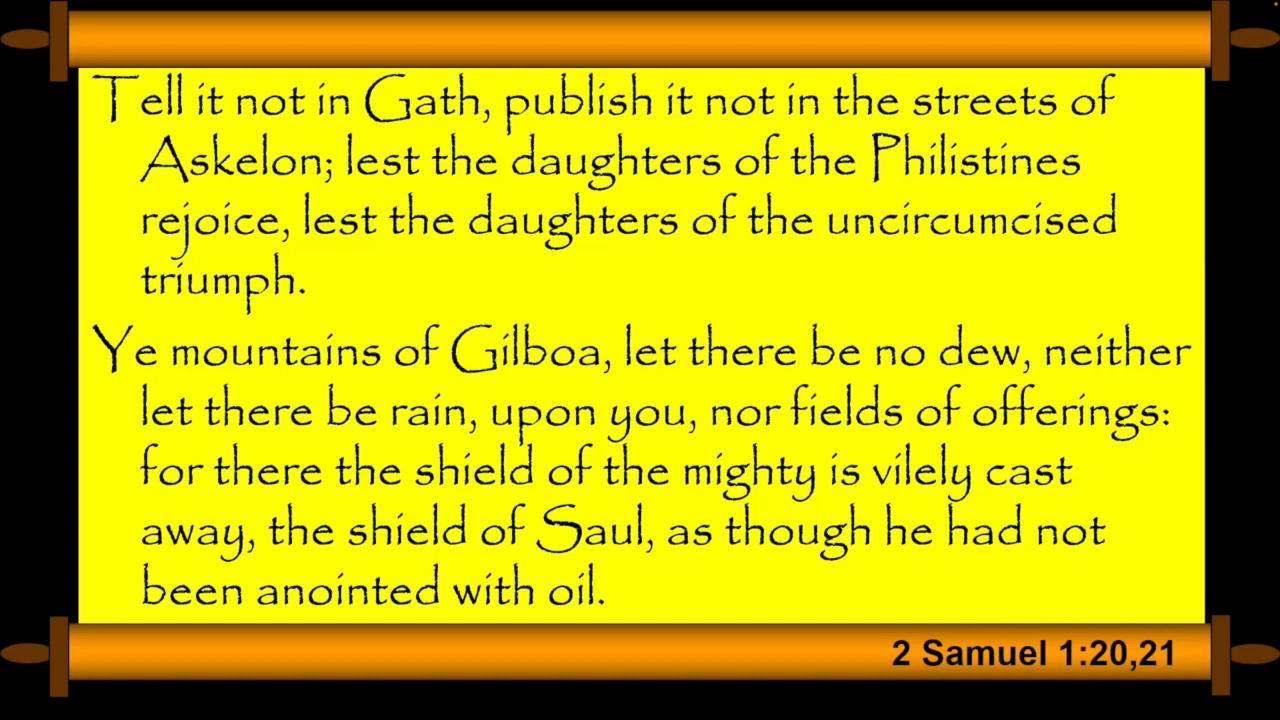 Tell it not in Gath, publish it not in the streets of
Askelon; lest the daughters of the Philistines
rejoice, lest the daughters of the uncircumcised
triumph.
Ye mountains of Gilboa, let there be no dew, neither
let there be rain, upon you, nor fields of offerings:
for there the shield of the mighty is vilely cast
away, the shield of Saul, as though he had not
been anointed with oil.
2 Samuel 1:20,21